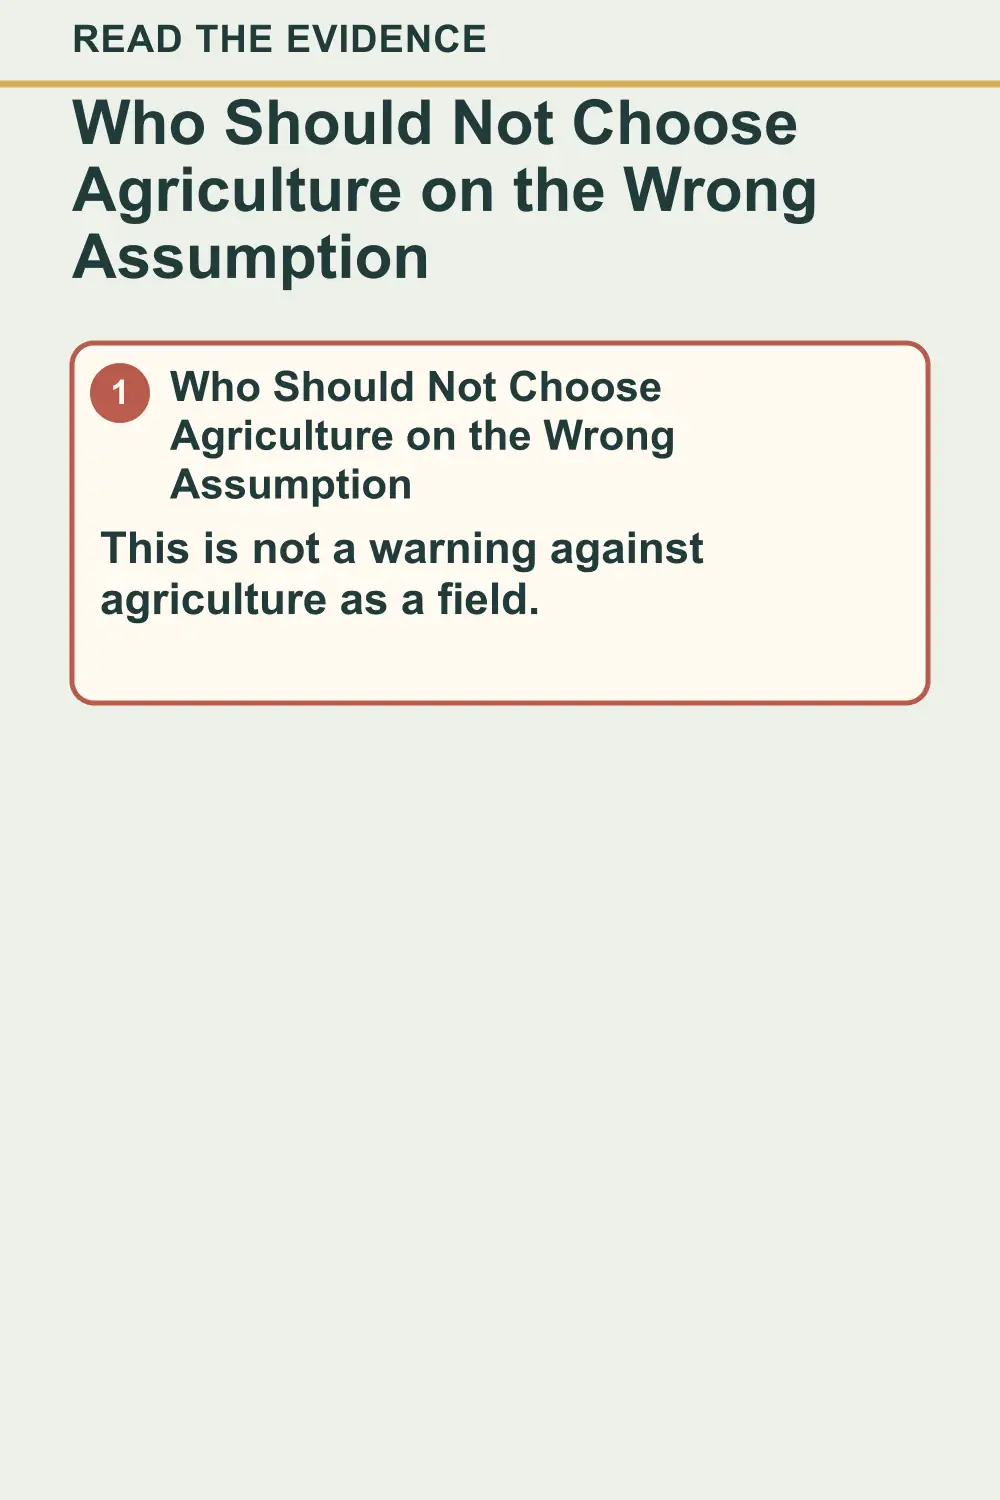 READ THE EVIDENCE
Who Should Not Choose
Agriculture on the Wrong
Assumption
1
Who Should Not Choose
Agriculture on the Wrong
Assumption
This is not a warning against
agriculture as a field.